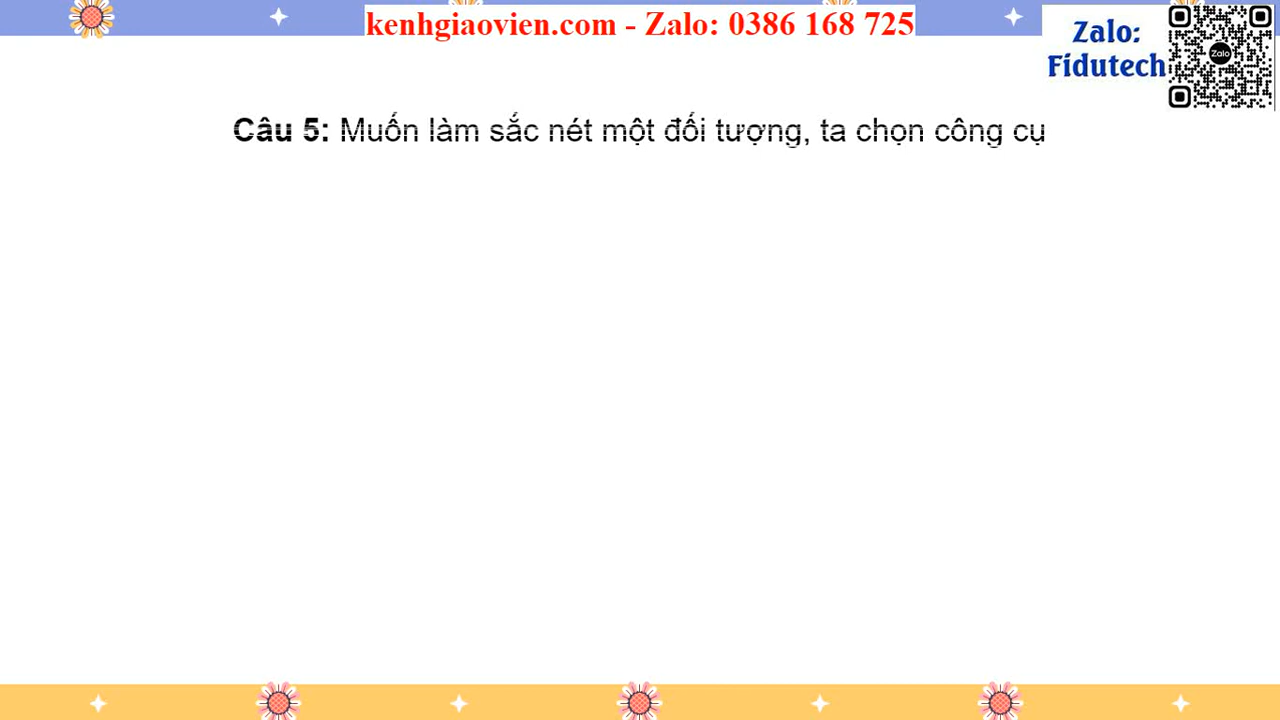 kenhgiaovien.com - Zalo: 0386 168 725
Zalo:
Fidutech
Zalo
Câu 5: Muốn làm sắc nét một đối tượng, ta chọn công cụ